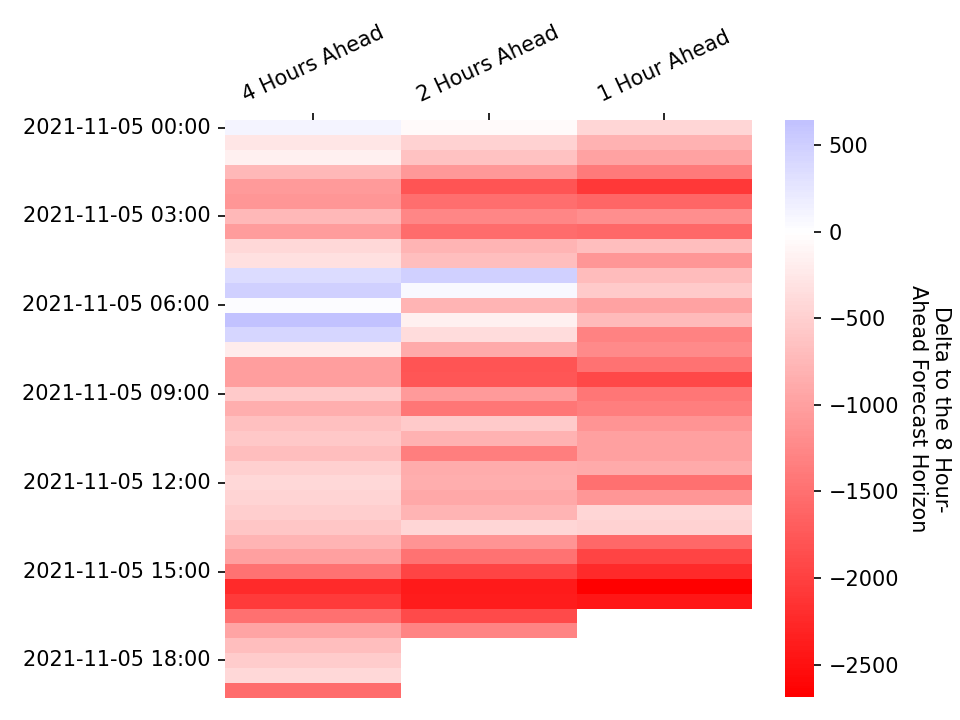 4 Hours Ahead
2 Hours Ahead
1 Hour Ahead
2021-11-05 00:00
2021-11-05 03:00
2021-11-05 06:00
2021-11-05 09:00
2021-11-05 12:00
2021-11-05 15:00
2021-11-05 18:00
500
0
−500
−1000
−1500
−2000
−2500
Delta to the 8 Hour-
Ahead Forecast Horizon